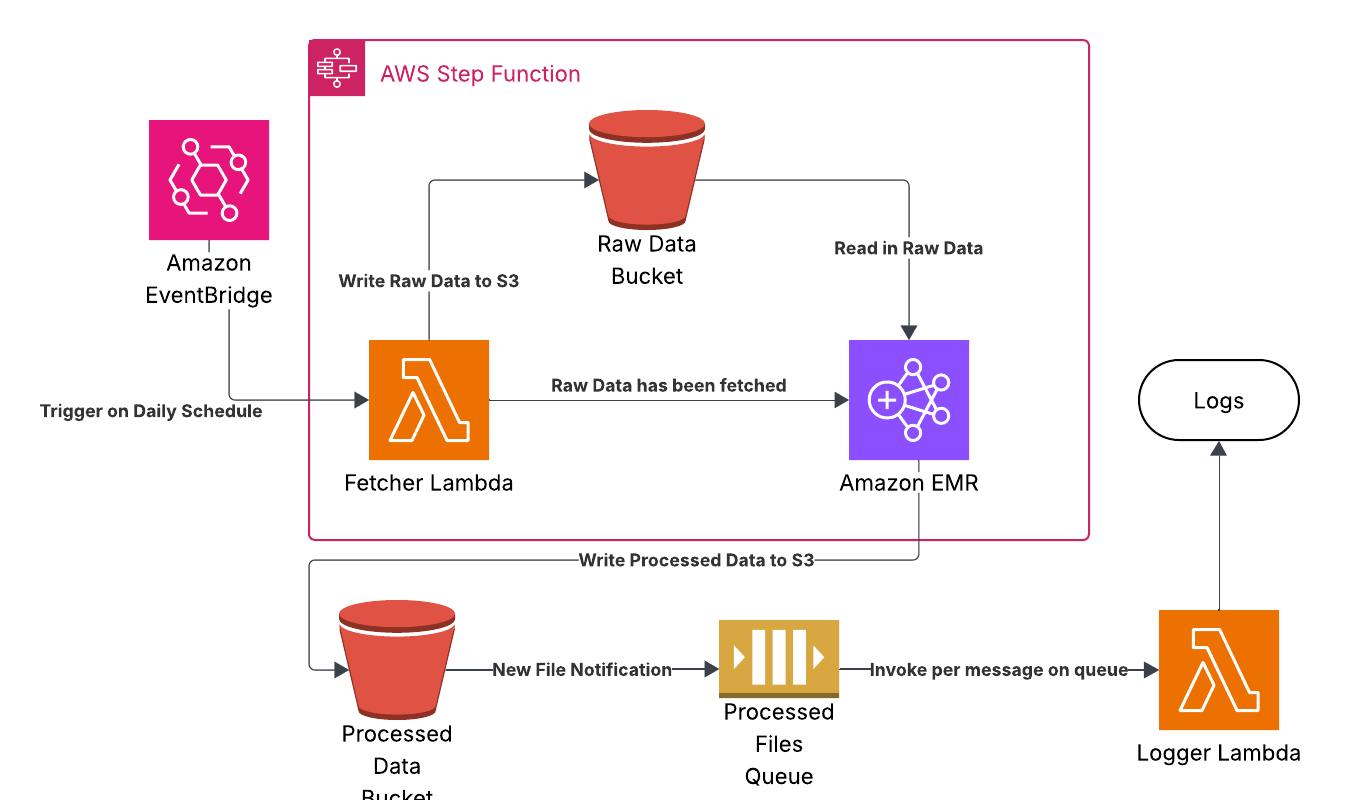 AWS Step Function
Amazon
EventBridge
Raw Data
Bucket
Read in Raw Data
Write Raw Data to S3
Raw Data has been fetched
Trigger on Daily Schedule
Logs
Fetcher Lambda
Amazon EMR
Write Processed Data to S3
New File Notification
Invoke per message on queue
Processed
Data
Bucket
Processed
Files
Queue
Logger Lambda